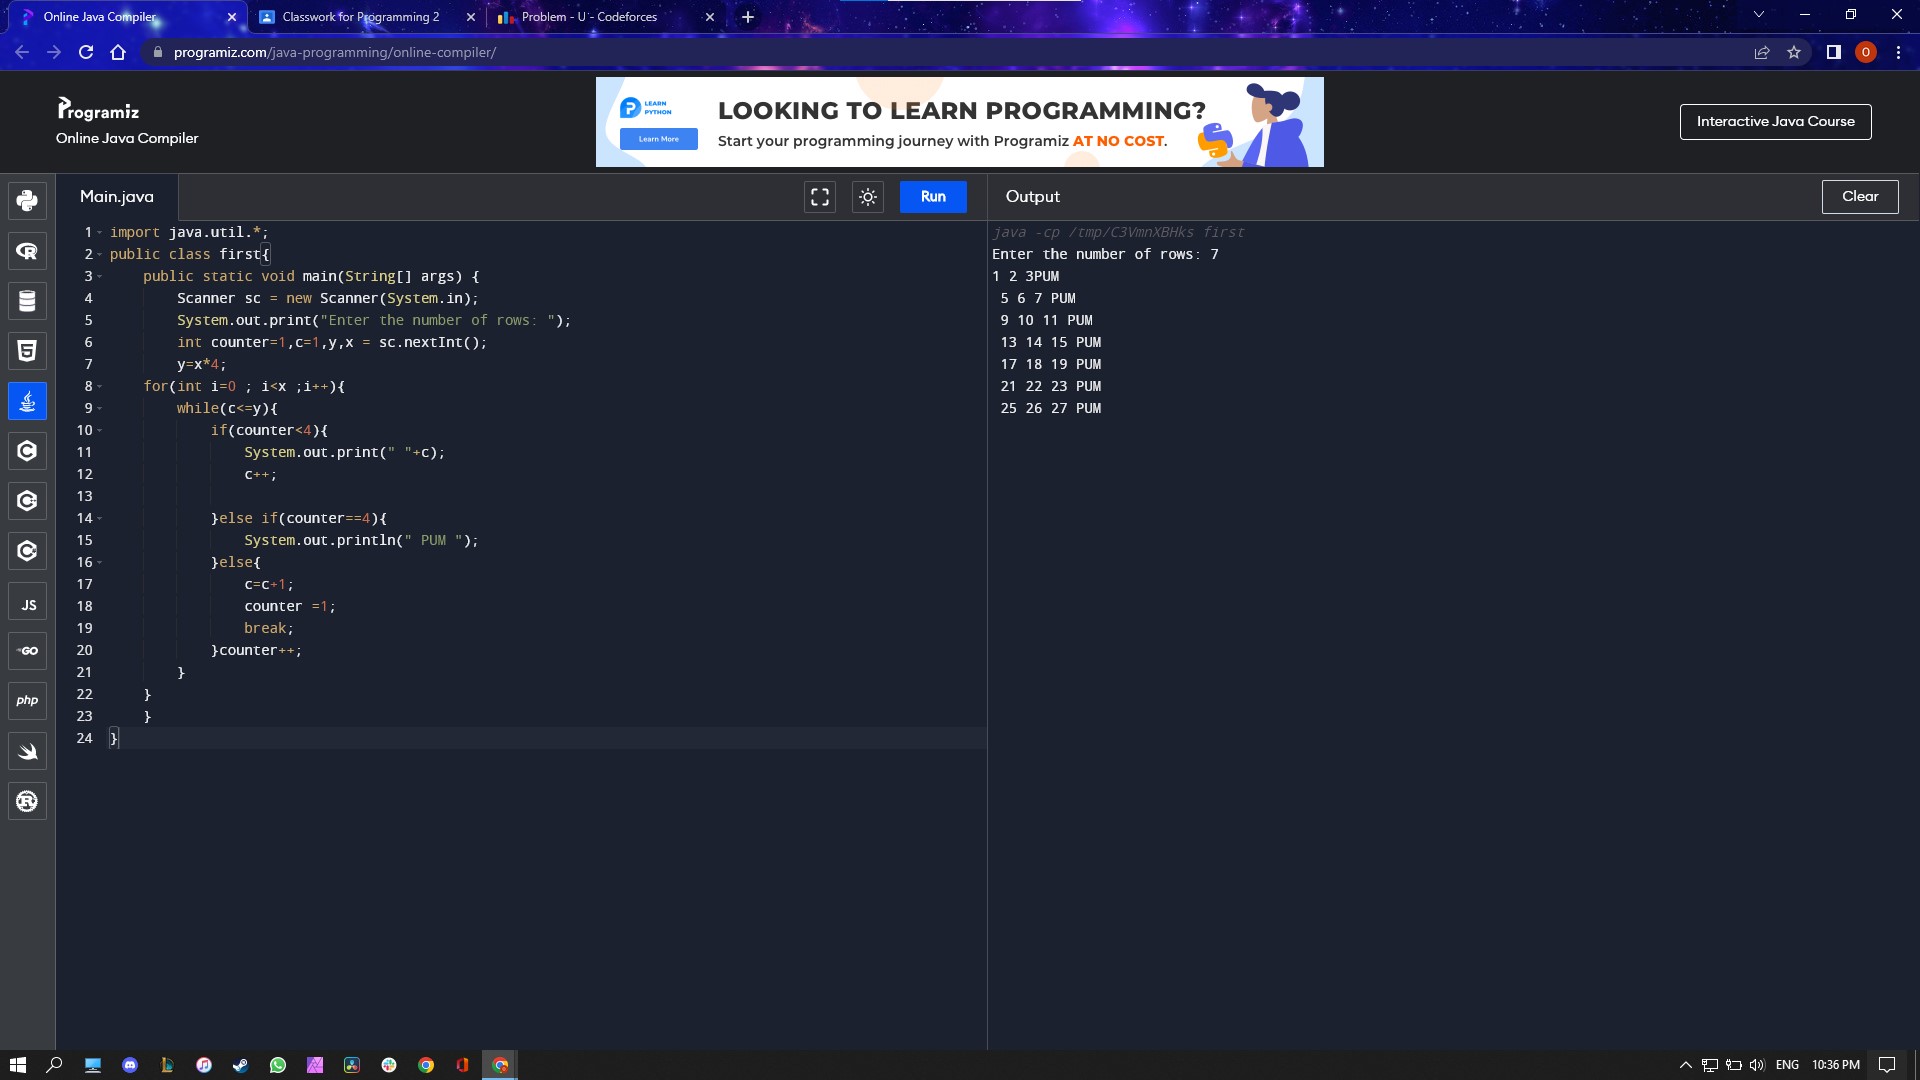 Online Java Compiler
Classwork for Programming 2
Problem - U - Codeforces
programiz.com/java-programming/online-compiler/
O
Programiz
Online Java Compiler
LEARN
PYTHON
Learn More
LOOKING TO LEARN PROGRAMMING?
Start your programming journey with Programiz AT NO COST.
Interactive Java Course
Main.java
Run
Output
Clear
1 import java.util.*;
2 public class first{
3 public static void main(String[] args) {
4 Scanner sc = new Scanner(System.in);
5 System.out.print("Enter the number of rows: ");
6 int counter=1,c=1,y,x = sc.nextInt();
7 y=x*4;
8 for(int i=0 ; i<x ;i++){
9 while(c<=y){
10 if(counter<4){
11 System.out.print(" "+c);
12 c++;
13
14 }else if(counter==4){
15 System.out.println(" PUM ");
16 }else{
17 c=c+1;
18 counter =1;
19 break;
20 }counter++;
21 }
22 }
23 }
24 }
java -cp /tmp/C3VmnXBHks first
Enter the number of rows: 7
1 2 3PUM
5 6 7 PUM
9 10 11 PUM
13 14 15 PUM
17 18 19 PUM
21 22 23 PUM
25 26 27 PUM
JS
GO
php
ENG
10:36 PM